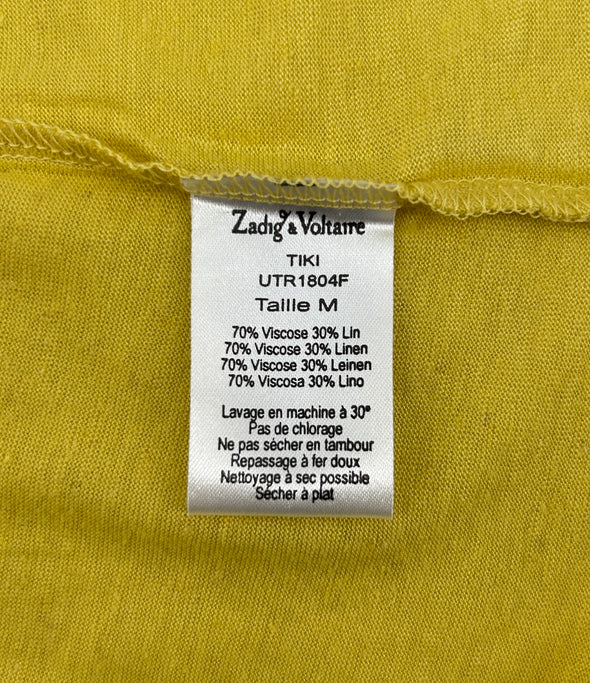 Zadig & Voltaire
TIKI
UTR1804F
Taille M
70% Viscose 30% Lin
70% Viscose 30% Linen
70% Viscose 30% Leinen
70% Viscosa 30% Lino
Lavage en machine à 30°
Pas de chlorage
Ne pas sécher en tambour
Repassage à fer doux
Nettoyage à sec possible
Sécher à plat